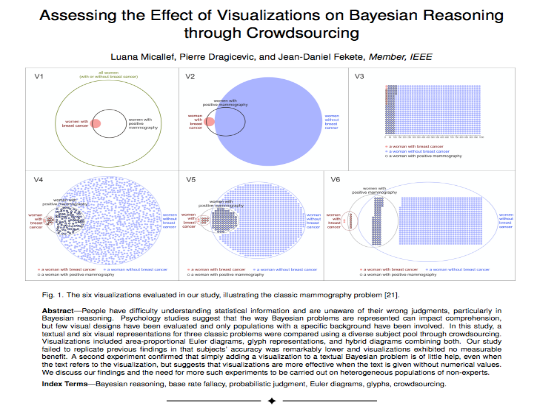 Assessing the Effect of Visualizations on Bayesian Reasoning
through Crowdsourcing
Luana Micallef, Pierre Dragicevic, and Jean-Daniel Fekete, Member, IEEE
V1
all women
(with or without breast cancer)
women with
breast cancer
women with
positive mammography
V2
women with
positive mammography
women
with
breast
cancer
women
without
breast
cancer
V3
= a woman with breast cancer
= a woman without breast cancer
= a woman with positive mammography
V4
women with
positive mammography
women
with
breast
cancer
women
without
breast
cancer
= a woman with breast cancer = a woman without breast cancer
= a woman with positive mammography
V5
women with
positive mammography
women
with
breast
cancer
women
without
breast
cancer
= a woman with breast cancer = a woman without breast cancer
= a woman with positive mammography
V6
women with
positive mammography
women
with
breast
cancer
women
without
breast
cancer
= a woman with breast cancer = a woman without breast cancer
= a woman with positive mammography
Fig. 1. The six visualizations evaluated in our study, illustrating the classic mammography problem [21].
Abstract—People have difficulty understanding statistical information and are unaware of their wrong judgments, particularly in
Bayesian reasoning. Psychology studies suggest that the way Bayesian problems are represented can impact comprehension,
but few visual designs have been evaluated and only populations with a specific background have been involved. In this study, a
textual and six visual representations for three classic problems were compared using a diverse subject pool through crowdsourcing.
Visualizations included area-proportional Euler diagrams, glyph representations, and hybrid diagrams combining both. Our study
failed to replicate previous findings in that subjects' accuracy was remarkably lower and visualizations exhibited no measurable
benefit. A second experiment confirmed that simply adding a visualization to a textual Bayesian problem is of little help, even when
the text refers to the visualization, but suggests that visualizations are more effective when the text is given without numerical values.
We discuss our findings and the need for more such experiments to be carried out on heterogeneous populations of non-experts.
Index Terms—Bayesian reasoning, base rate fallacy, probabilistic judgment, Euler diagrams, glyphs, crowdsourcing.